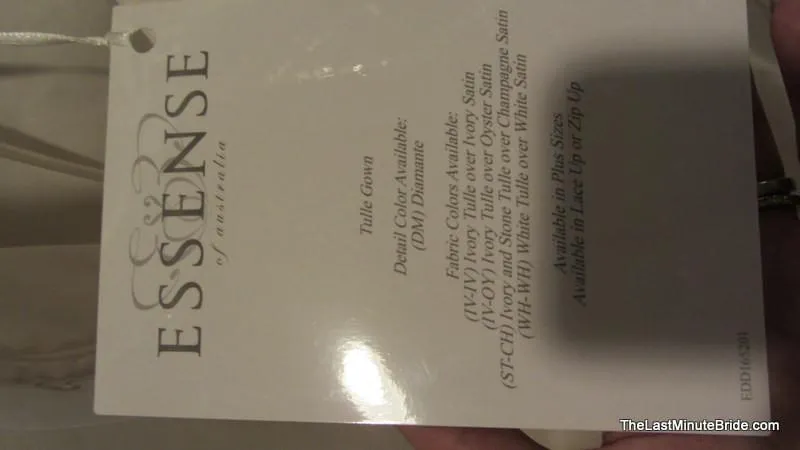 ESSENSE
of australia
Tulle Gown
Detail Color Available:
(DM) Diamante
Fabric Colors Available:
(IV-IV) Ivory Tulle over Ivory Satin
(IV-OY) Ivory Tulle over Oyster Satin
(ST-CH) Ivory and Stone Tulle over Champagne Satin
(WH-WH) White Tulle over White Satin
Available in Plus Sizes
Available in Lace Up or Zip Up
EDD165201
TheLastMinuteBride.com